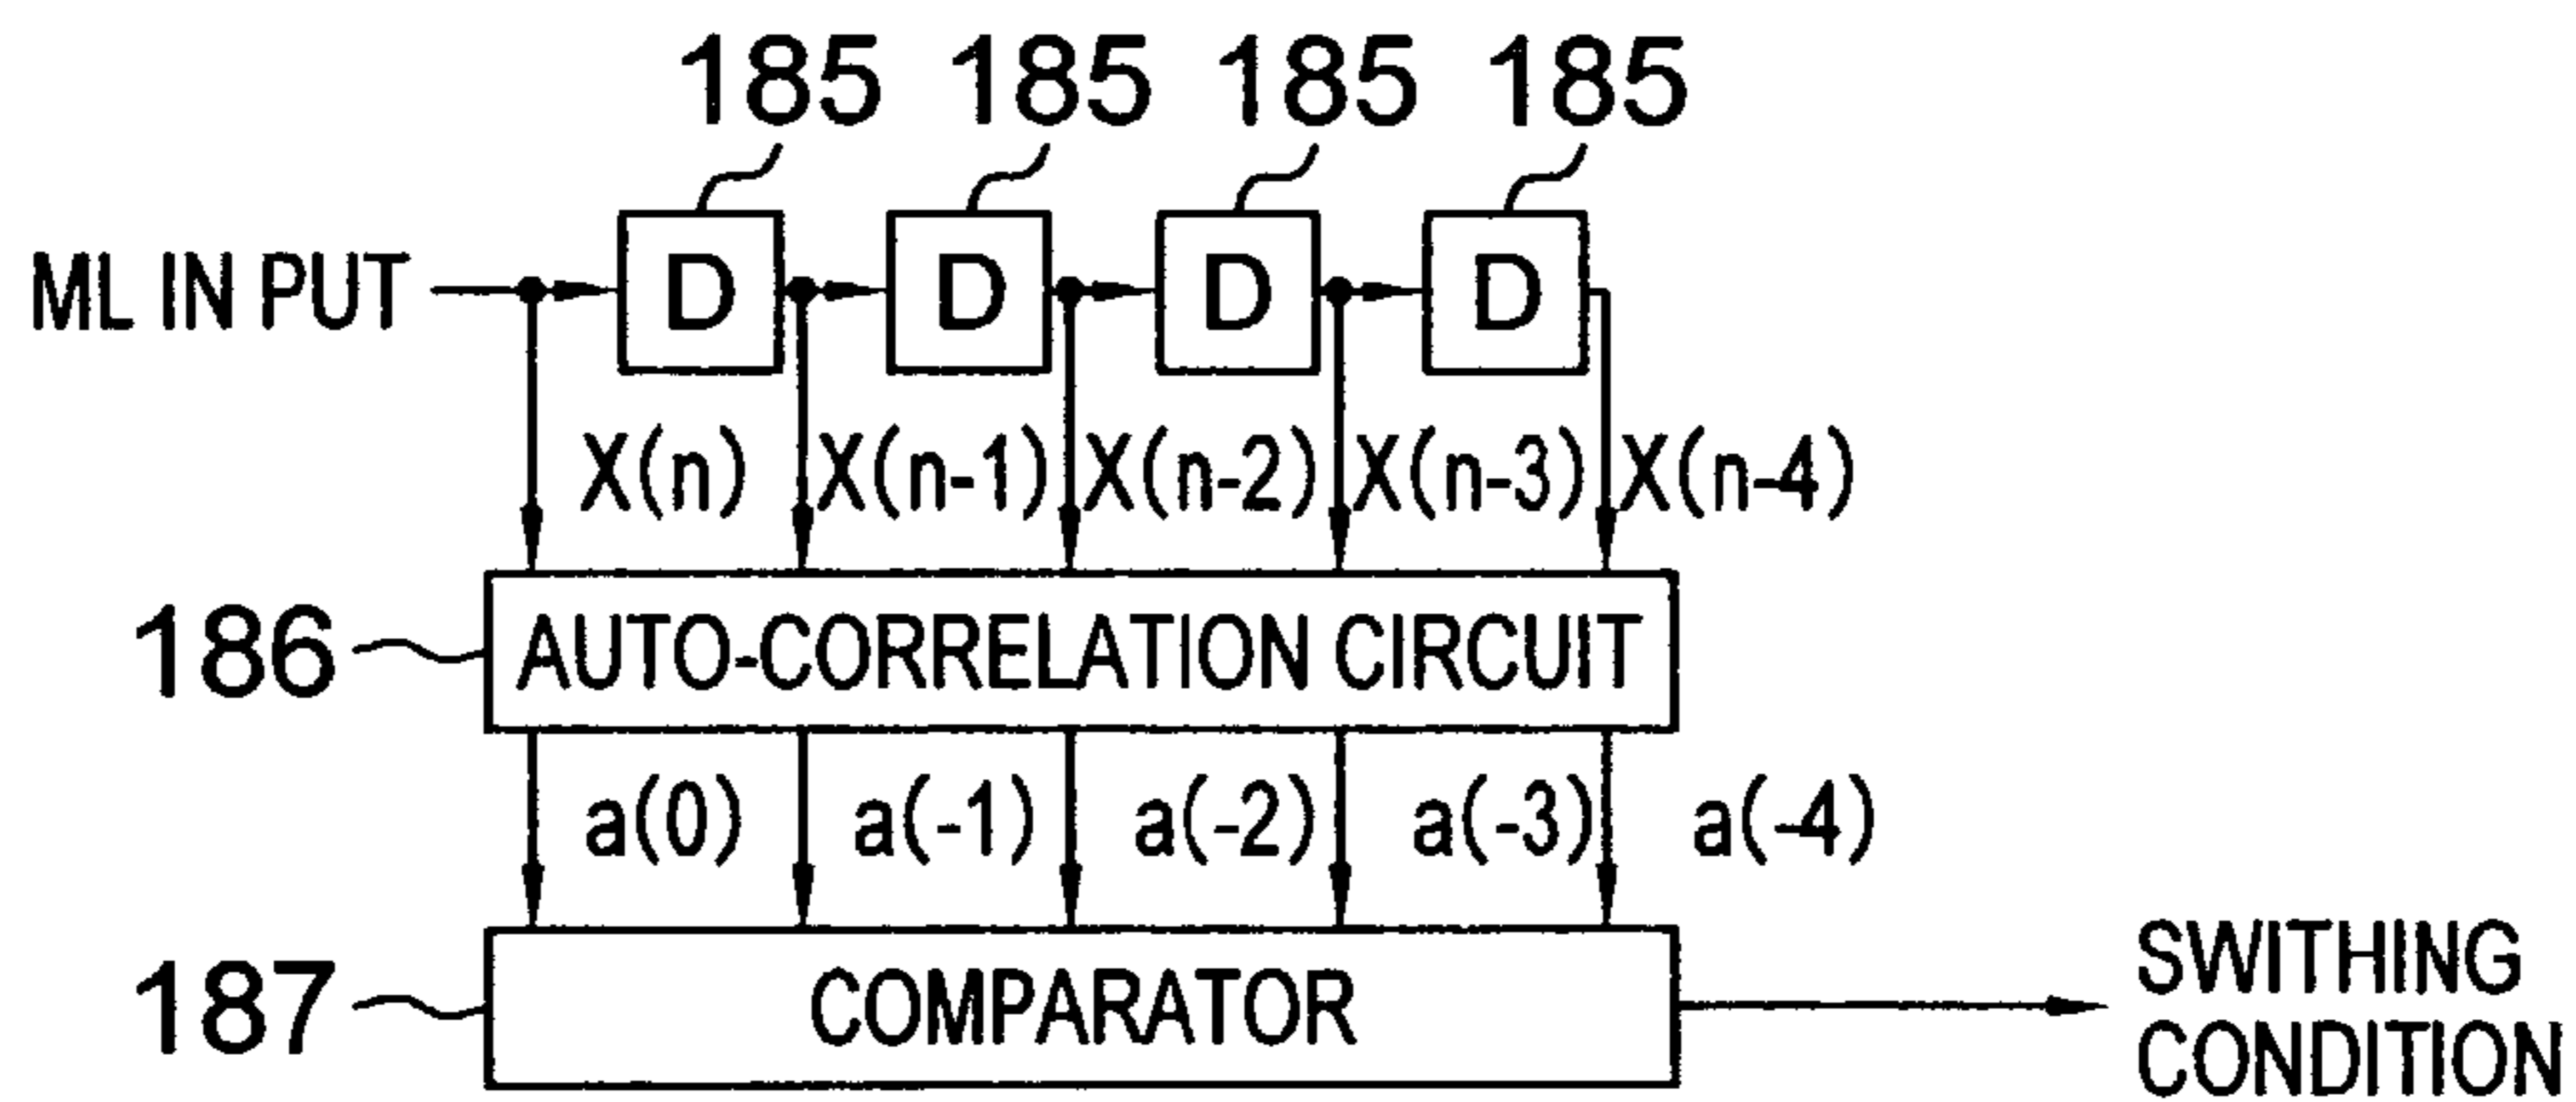 185 185 185 185
ML IN PUT D D D D
X(n) X(n-1) X(n-2) X(n-3) X(n-4)
186 AUTO-CORRELATION CIRCUIT
a(0) a(-1) a(-2) a(-3) a(-4)
187 COMPARATOR
SWITHING
CONDITION